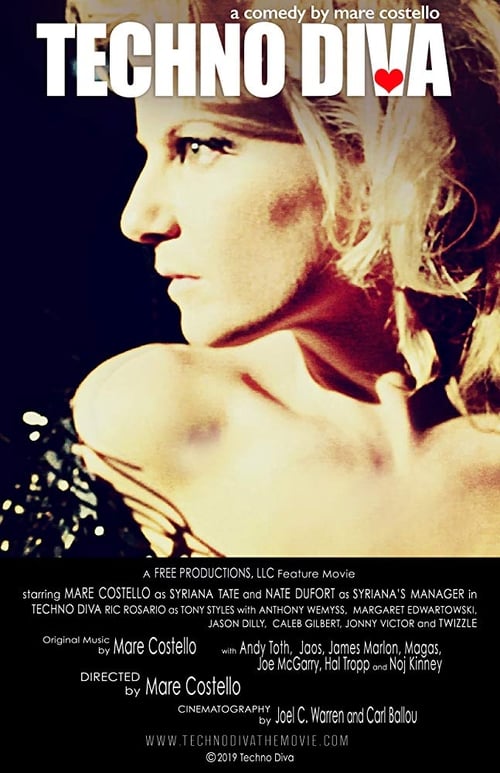 a comedy by mare costello
TECHNO DIVA
A FREE PRODUCTIONS, LLC Feature Movie
starring MARE COSTELLO as SYRIANA TATE and NATE DUFORT as SYRIANA'S MANAGER in
TECHNO DIVA RIC ROSARIO as TONY STYLES with ANTHONY WEMYSS, MARGARET EDWARTOWSKI,
JASON DILLY, CALEB GILBERT, JONNY VICTOR and TWIZZLE
Original Music by Mare Costello with Andy Toth, Jaos, James Marlon, Magas,
Joe McGarry, Hal Tropp and Noj Kinney
DIRECTED by Mare Costello
CINEMATOGRAPHY by Joel C. Warren and Carl Ballou
WWW.TECHNODIVATHEMOVIE.COM
©2019 Techno Diva